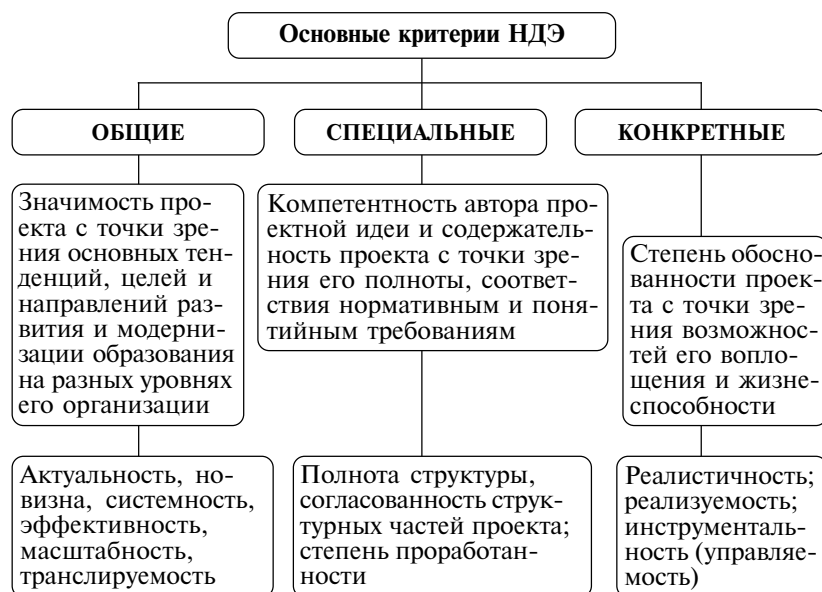 Основные критерии НДЭ
ОБЩИЕ
СПЕЦИАЛЬНЫЕ
КОНКРЕТНЫЕ
Значимость про-
екта с точки зре-
ния основных тен-
денций, целей и
направлений раз-
вития и модерни-
зации образования
на разных уровнях
его организации
Компетентность автора про-
ектной идеи и содержатель-
ность проекта с точки зре-
ния его полноты, соответ-
ствия нормативным и поня-
тийным требованиям
Степень обосно-
ванности проек-
та с точки зре-
ния возможнос-
тей его вопло-
щения и жизне-
способности
Актуальность, но-
визна, системность,
эффективность,
масштабность,
транслируемость
Полнота структуры,
согласованность струк-
турных частей проекта;
степень проработан-
ности
Реалистичность;
реализуемость;
инструменталь-
ность (управляе-
мость)